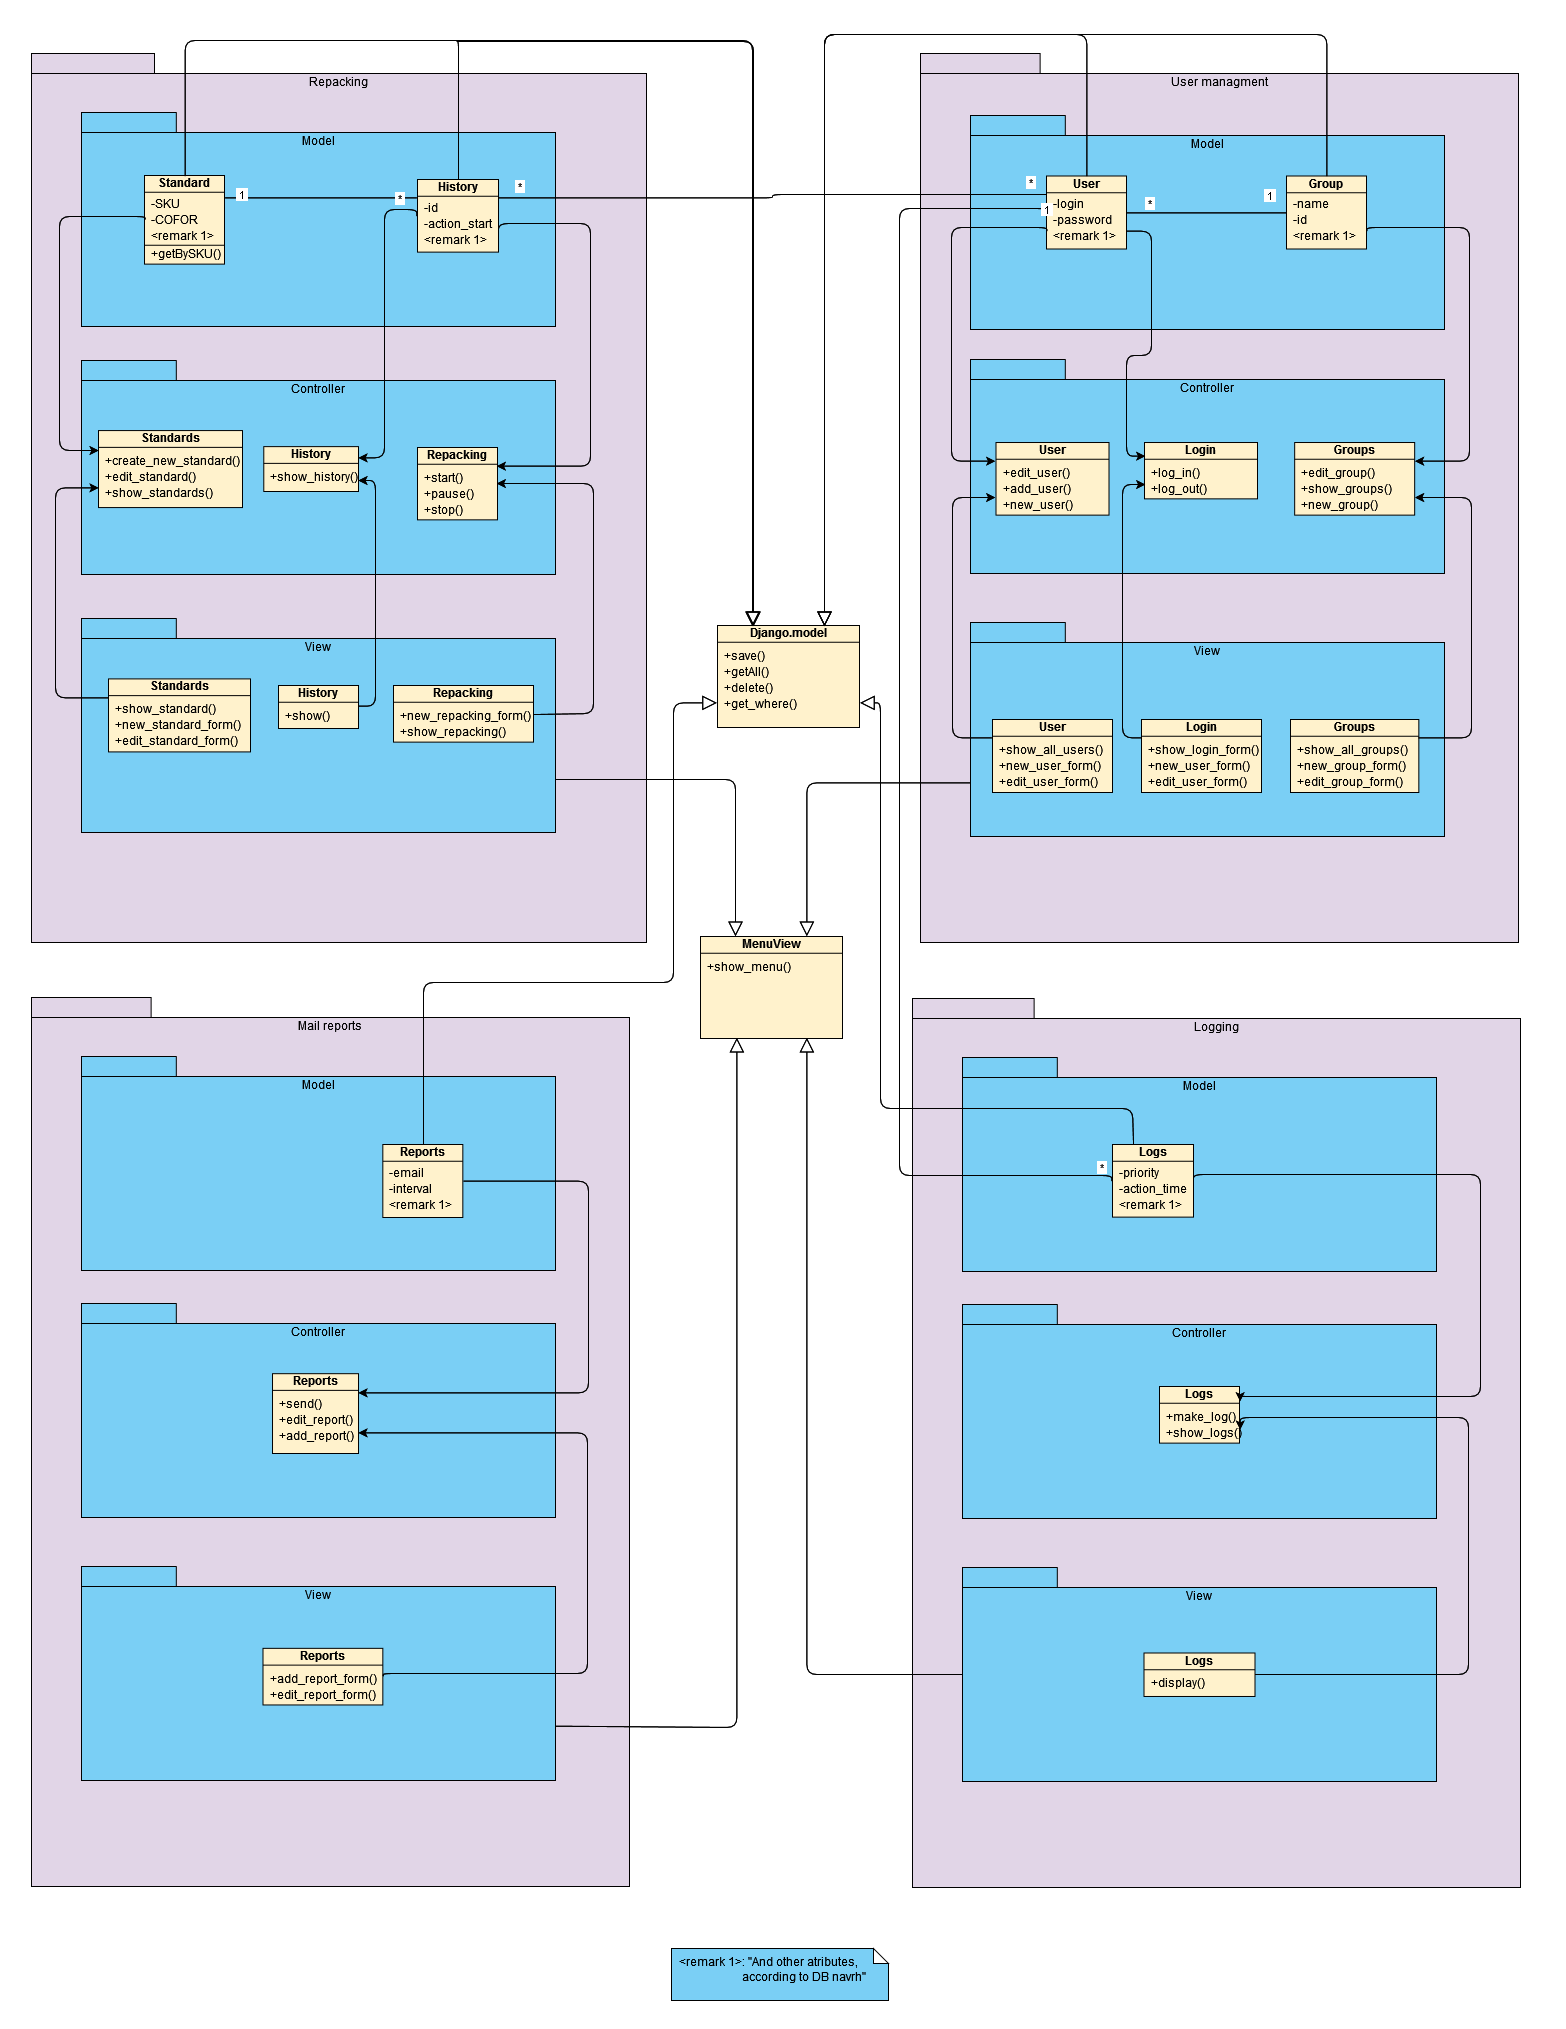 Repacking
Model
Standard
-SKU
-COFOR
<remark 1>
+getBySKU()
1
*
History
-id
-action_start
<remark 1>
*
Controller
Standards
+create_new_standard()
+edit_standard()
+show_standards()
History
+show_history()
Repacking
+start()
+pause()
+stop()
View
Standards
+show_standard()
+new_standard_form()
+edit_standard_form()
History
+show()
Repacking
+new_repacking_form()
+show_repacking()
User managment
Model
*
1
User
-login
-password
<remark 1>
*
1
Group
-name
-id
<remark 1>
Controller
User
+edit_user()
+add_user()
+new_user()
Login
+log_in()
+log_out()
Groups
+edit_group()
+show_groups()
+new_group()
View
User
+show_all_users()
+new_user_form()
+edit_user_form()
Login
+show_login_form()
+new_user_form()
+edit_user_form()
Groups
+show_all_groups()
+new_group_form()
+edit_group_form()
Django.model
+save()
+getAll()
+delete()
+get_where()
MenuView
+show_menu()
Mail reports
Model
Reports
-email
-interval
<remark 1>
Controller
Reports
+send()
+edit_report()
+add_report()
View
Reports
+add_report_form()
+edit_report_form()
Logging
Model
*
Logs
-priority
-action_time
<remark 1>
Controller
Logs
+make_log()
+show_logs()
View
Logs
+display()
<remark 1>: "And other atributes,
according to DB navrh"